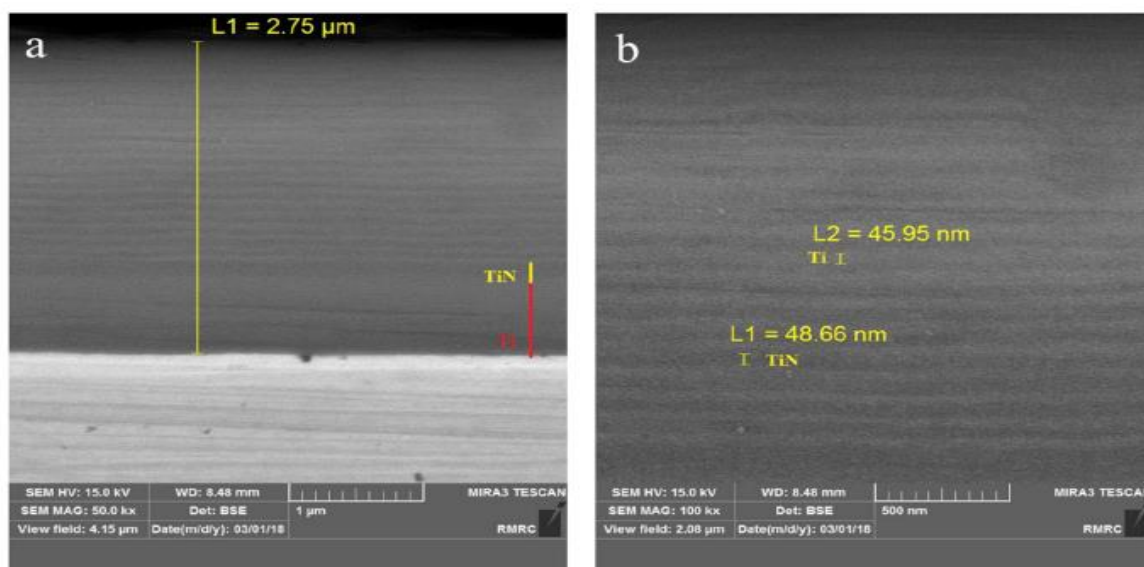 a
L1 = 2.75 µm
TiN
Ti
SEM HV: 15.0 kV WD: 8.48 mm MIRA3 TESCAN
SEM MAG: 50.0 kx Det: BSE 1 µm
View field: 4.15 µm Date(m/d/y): 03/01/18 RMRC
b
L2 = 45.95 nm
Ti
L1 = 48.66 nm
TiN
SEM HV: 15.0 kV WD: 8.48 mm MIRA3 TESCAN
SEM MAG: 100 kx Det: BSE 500 nm
View field: 2.08 µm Date(m/d/y): 03/01/18 RMRC